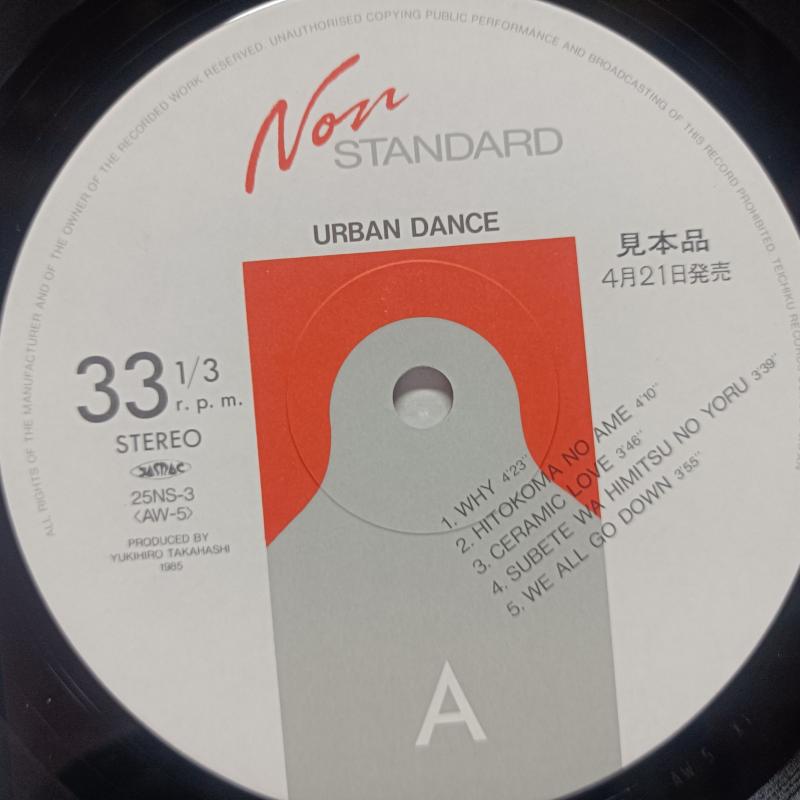 ALL RIGHTS OF THE MANUFACTURER AND OF THE OWNER OF THE RECORDED WORK RESERVED. UNAUTHORISED COPYING PUBLIC PERFORMANCE AND BROADCASTING OF THIS RECORD PROHIBITED. TEICHIKU RECORDS
Non
STANDARD
URBAN DANCE
見本品
4月21日発売
33 1/3
r. p. m.
STEREO
JASRAC
25NS-3
〈AW-5〉
PRODUCED BY
YUKIHIRO TAKAHASHI
1985
1. WHY 4'23"
2. HITOKOMA NO AME 4'10"
3. CERAMIC LOVE 3'46"
4. SUBETE WA HIMITSU NO YORU 3'39"
5. WE ALL GO DOWN 3'55"
A